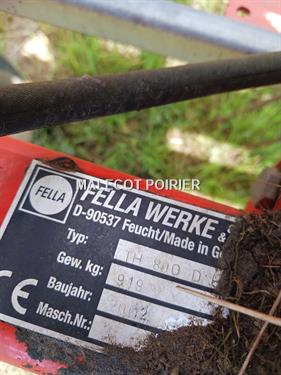 FELLA
FELLA WERKE &
MALECOT POIRIER
D-90537 Feucht/Made in Ge
Typ: TH 800 D
Gew. kg: 919
Baujahr:
Masch.Nr.:
CE